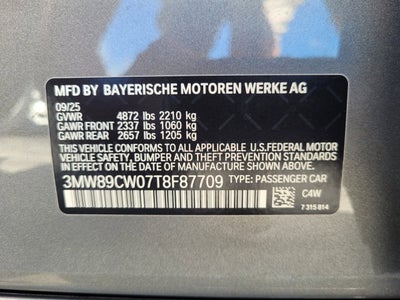 MFD BY BAYERISCHE MOTOREN WERKE AG
09/25
GVWR 4872 lbs 2210 kg
GAWR FRONT 2337 lbs 1060 kg
GAWR REAR 2657 lbs 1205 kg
THIS VEHICLE CONFORMS TO ALL APPLICABLE U.S.FEDERAL MOTOR
VEHICLE SAFETY, BUMPER AND THEFT PREVENTION STANDARDS
IN EFFECT ON THE DATE OF MANUFACTURE SHOWN ABOVE.
3MW89CW07T8F87709 TYPE: PASSENGER CAR
C4W
7 315 814